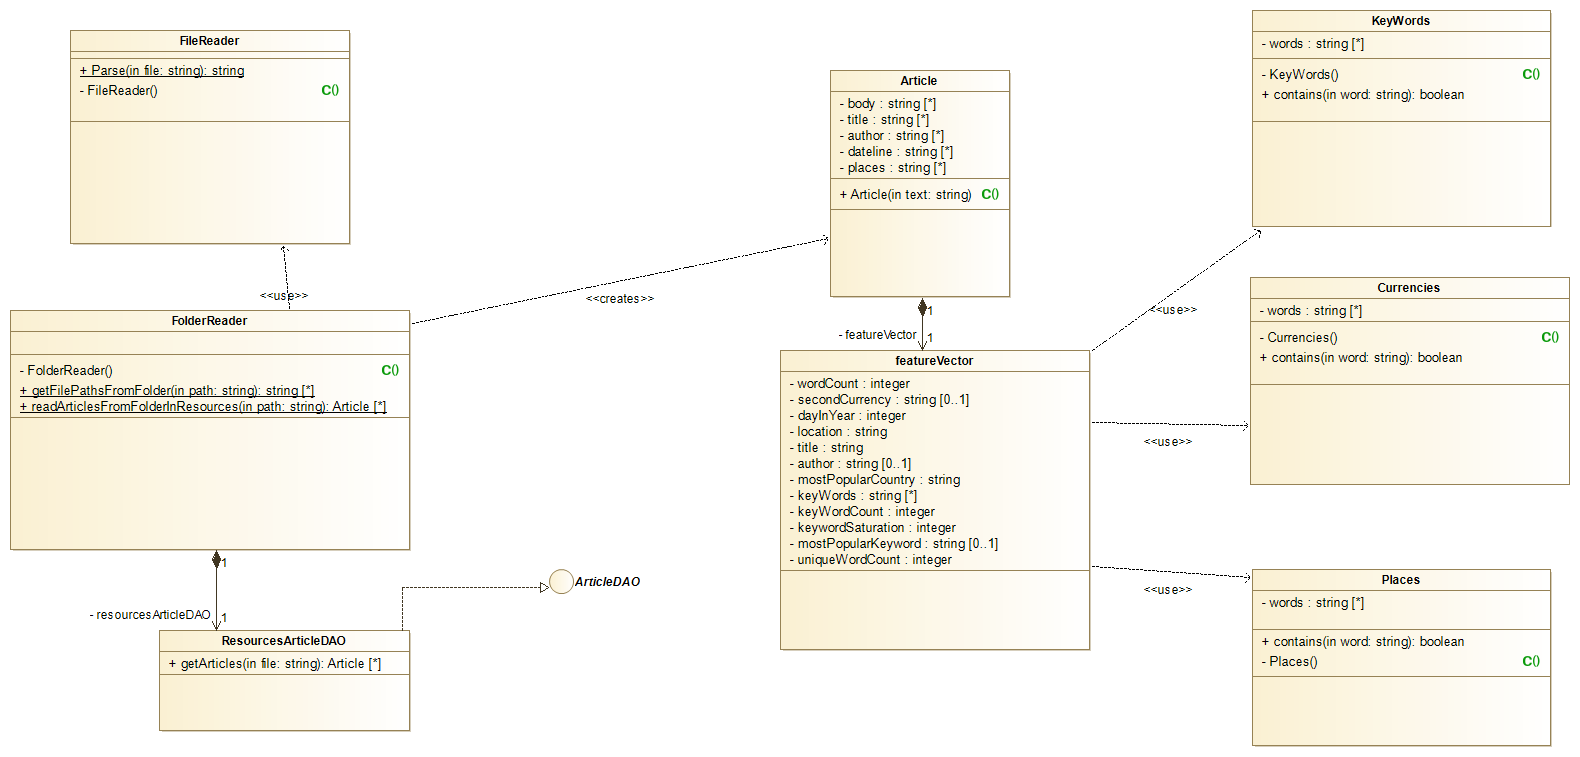 FileReader
+ Parse(in file: string): string
- FileReader()
C()
<<use>>
FolderReader
- FolderReader()
C()
+ getFilePathsFromFolder(in path: string): string [*]
+ readArticlesFromFolderInResources(in path: string): Article [*]
1
- resourcesArticleDAO
1
ResourcesArticleDAO
+ getArticles(in file: string): Article [*]
ArticleDAO
<<creates>>
Article
- body : string [*]
- title : string [*]
- author : string [*]
- dateline : string [*]
- places : string [*]
+ Article(in text: string)
C()
1
- featureVector
1
featureVector
- wordCount : integer
- secondCurrency : string [0..1]
- dayInYear : integer
- location : string
- title : string
- author : string [0..1]
- mostPopularCountry : string
- keyWords : string [*]
- keyWordCount : integer
- keywordSaturation : integer
- mostPopularKeyword : string [0..1]
- uniqueWordCount : integer
<<use>>
<<use>>
<<use>>
KeyWords
- words : string [*]
- KeyWords()
C()
+ contains(in word: string): boolean
Currencies
- words : string [*]
- Currencies()
C()
+ contains(in word: string): boolean
Places
- words : string [*]
+ contains(in word: string): boolean
- Places()
C()